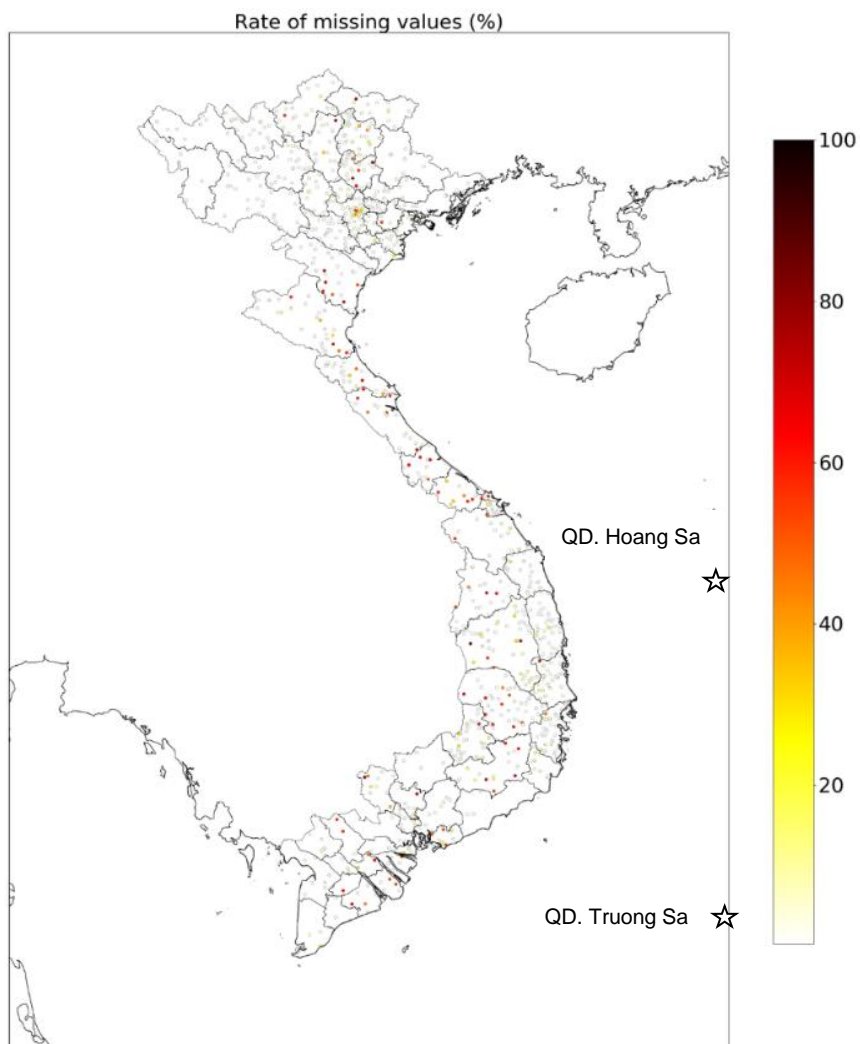 Rate of missing values (%)
100
80
60
QD. Hoang Sa
40
QD. Truong Sa
20